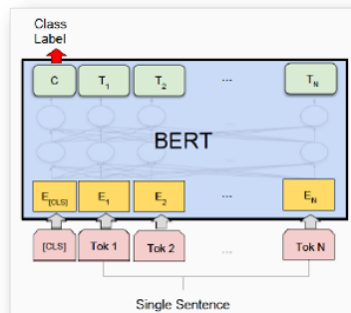 Class
Label
C T1 T2 ... TN
BERT
E[CLS] E1 E2 ... EN
[CLS] Tok 1 Tok 2 ... Tok N
Single Sentence